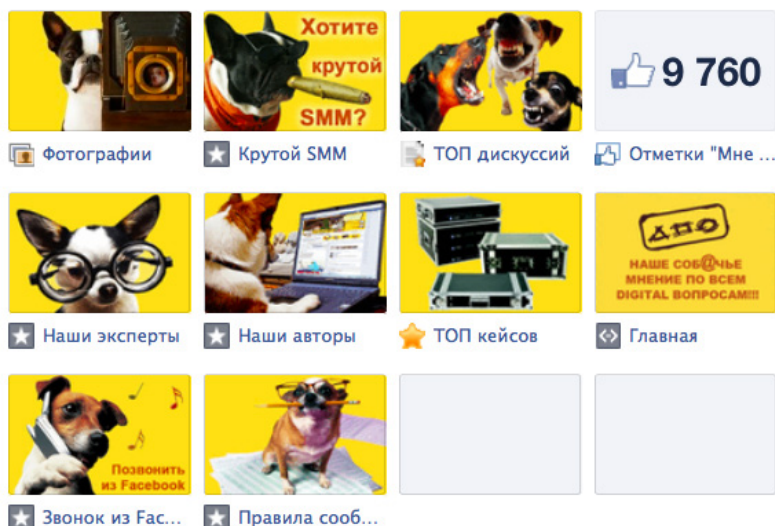 Хотите
крутой
SMM?
9 760
Фотографии
Крутой SMM
ТОП дискуссий
Отметки "Мне ...
ДНО
НАШЕ СОБ@ЧЬЕ
МНЕНИЕ ПО ВСЕМ
DIGITAL ВОПРОСАМ!!!
Наши эксперты
Наши авторы
ТОП кейсов
Главная
Позвонить
из Facebook
Звонок из Fac...
Правила сооб...